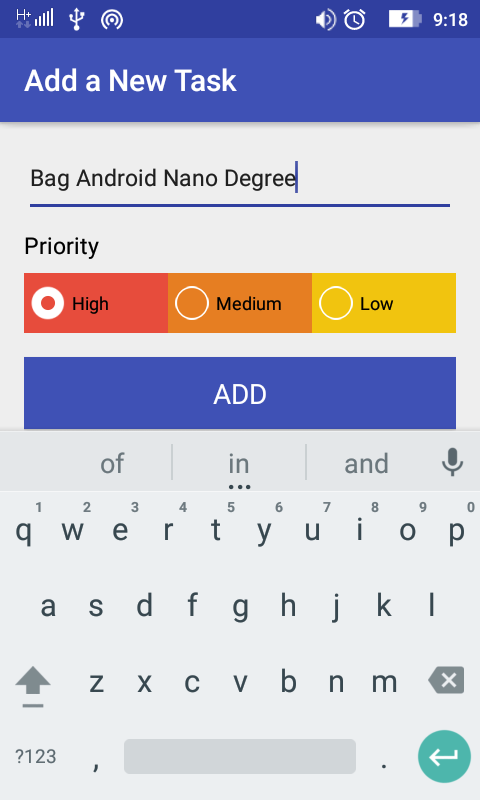 H+ 9:18
Add a New Task
Bag Android Nano Degree
Priority
High Medium Low
ADD
of in and
1 2 3 4 5 6 7 8 9 0
q w e r t y u i o p
a s d f g h j k l
z x c v b n m
?123 , .